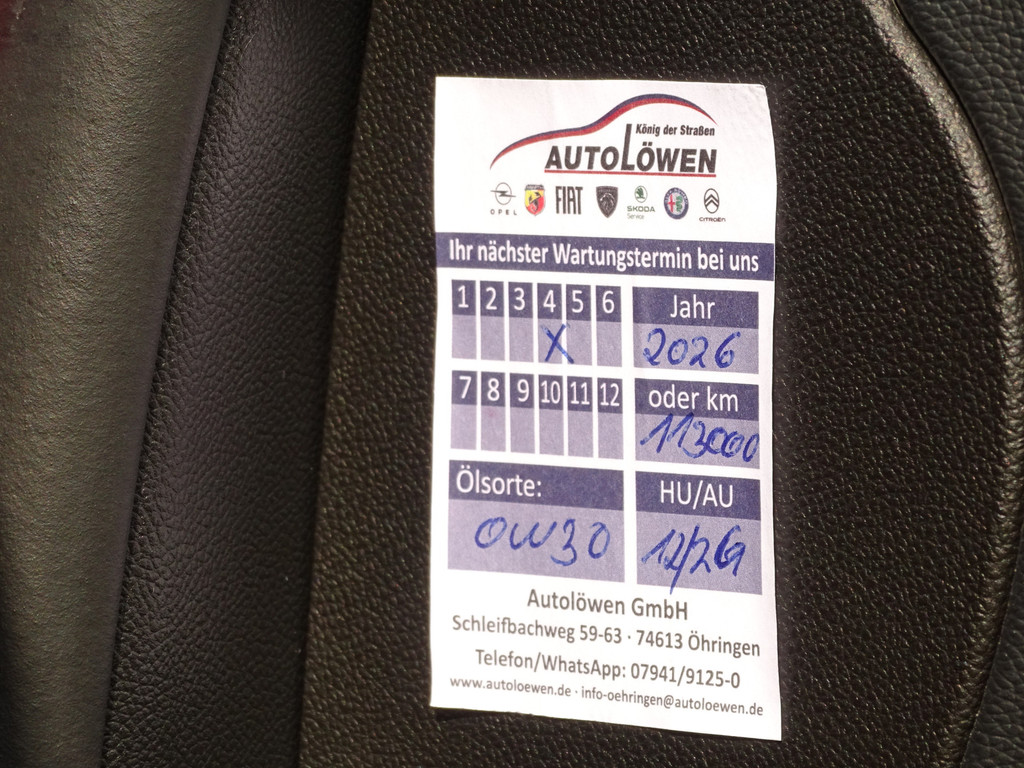 König der Straßen
AUTOLÖWEN
OPEL FIAT ŠKODA Service CITROËN
Ihr nächster Wartungstermin bei uns
1 2 3 4 5 6 Jahr
X 2026
7 8 9 10 11 12 oder km
113000
Ölsorte: HU/AU
0W30 12/26
Autolöwen GmbH
Schleifbachweg 59-63 · 74613 Öhringen
Telefon/WhatsApp: 07941/9125-0
www.autoloewen.de · info-oehringen@autoloewen.de